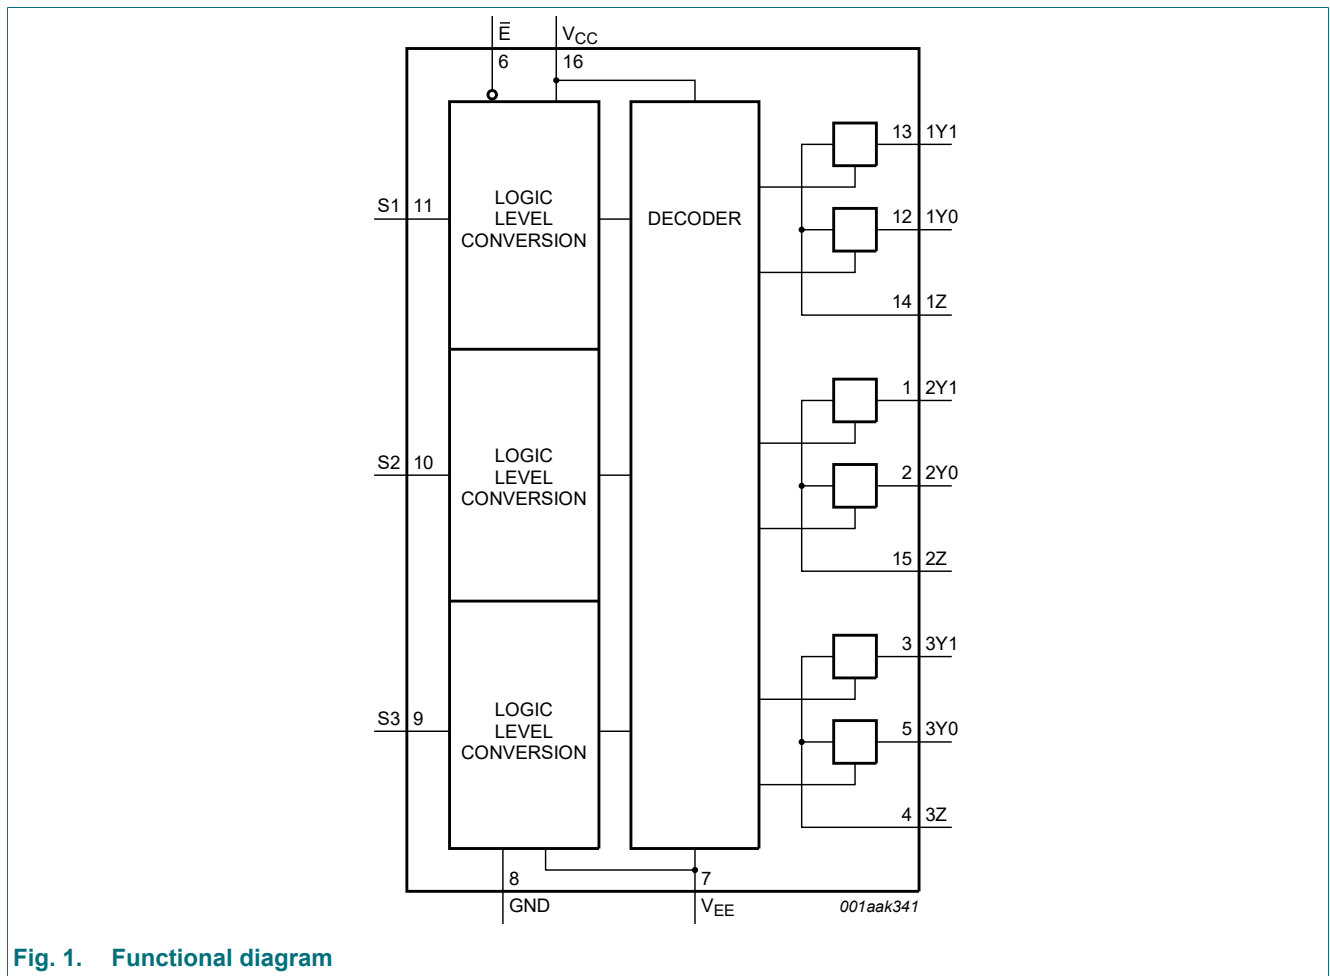 E̅ VCC
6 16
13 1Y1
LOGIC
LEVEL
CONVERSION
S1 11
DECODER
12 1Y0
14 1Z
1 2Y1
LOGIC
LEVEL
CONVERSION
S2 10
2 2Y0
15 2Z
3 3Y1
LOGIC
LEVEL
CONVERSION
S3 9
5 3Y0
4 3Z
8 7
GND VEE 001aak341
Fig. 1. Functional diagram